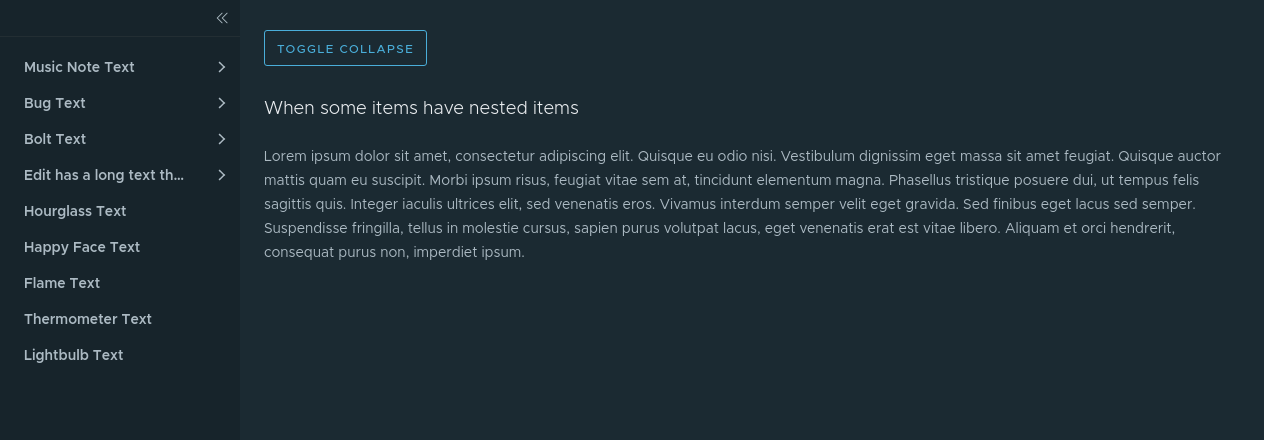 Music Note Text
Bug Text
Bolt Text
Edit has a long text th...
Hourglass Text
Happy Face Text
Flame Text
Thermometer Text
Lightbulb Text
TOGGLE COLLAPSE
When some items have nested items
Lorem ipsum dolor sit amet, consectetur adipiscing elit. Quisque eu odio nisi. Vestibulum dignissim eget massa sit amet feugiat. Quisque auctor
mattis quam eu suscipit. Morbi ipsum risus, feugiat vitae sem at, tincidunt elementum magna. Phasellus tristique posuere dui, ut tempus felis
sagittis quis. Integer iaculis ultrices elit, sed venenatis eros. Vivamus interdum semper velit eget gravida. Sed finibus eget lacus sed semper.
Suspendisse fringilla, tellus in molestie cursus, sapien purus volutpat lacus, eget venenatis erat est vitae libero. Aliquam et orci hendrerit,
consequat purus non, imperdiet ipsum.